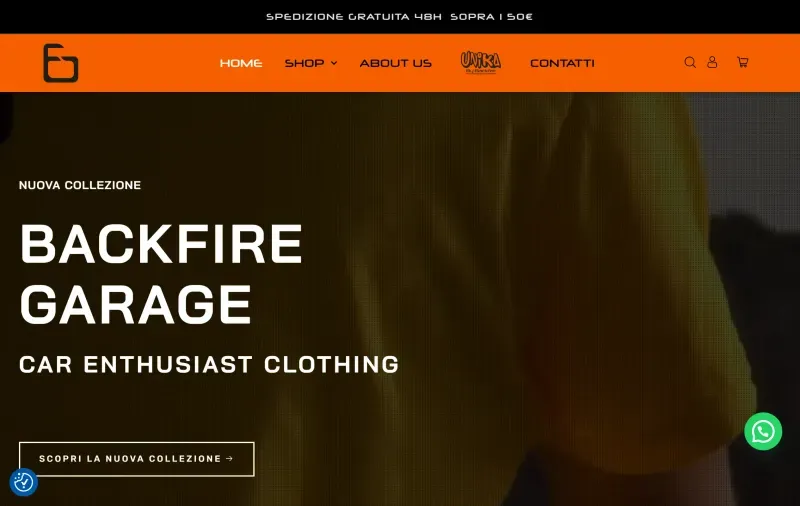 SPEDIZIONE GRATUITA 48H SOPRA I 50€
HOME SHOP ABOUT US UNIKA CONTATTI
NUOVA COLLEZIONE
BACKFIRE
GARAGE
CAR ENTHUSIAST CLOTHING
SCOPRI LA NUOVA COLLEZIONE →